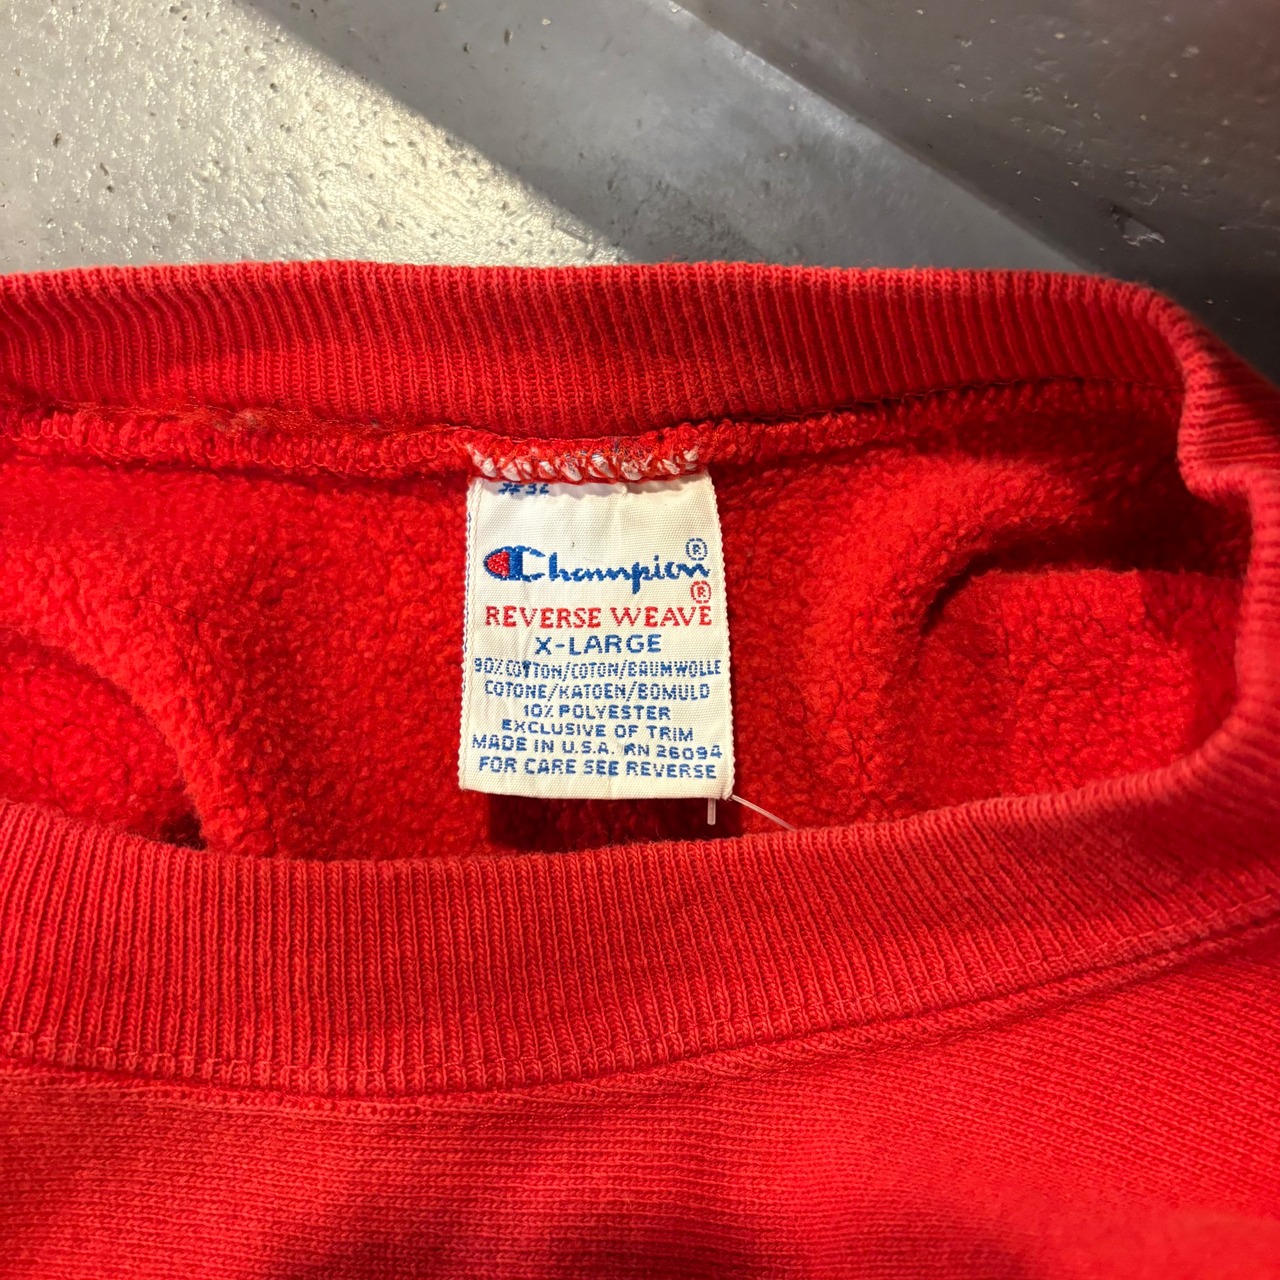 Champion®
REVERSE WEAVE®
X-LARGE
90% COTTON/COTON/BAUMWOLLE
COTONE/KATOEN/BOMULD
10% POLYESTER
EXCLUSIVE OF TRIM
MADE IN U.S.A. RN 26094
FOR CARE SEE REVERSE